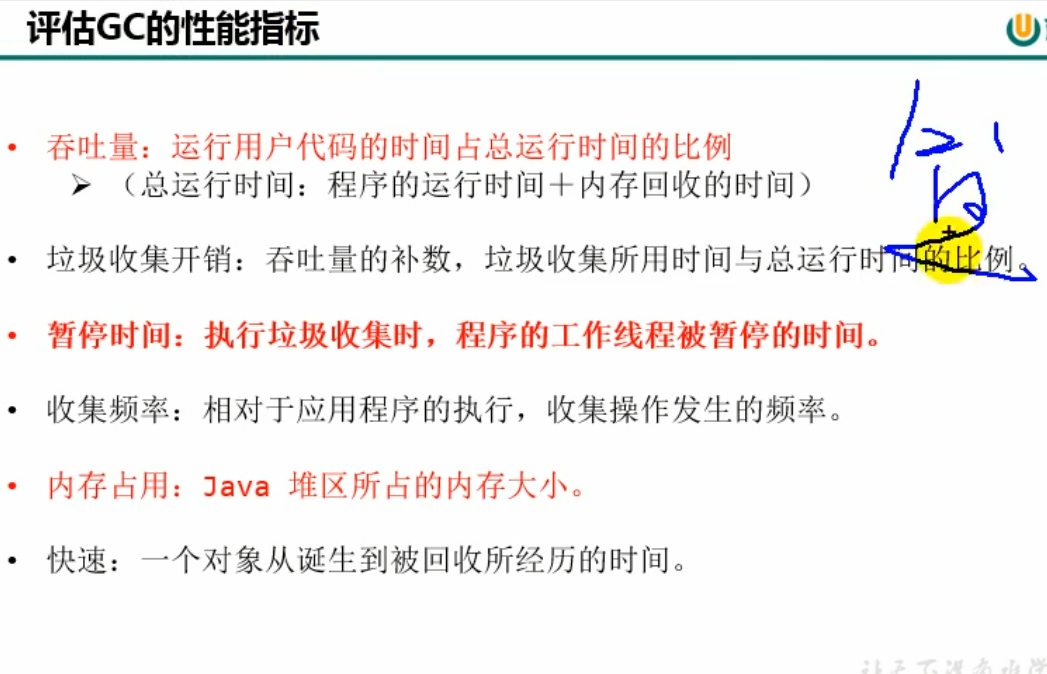 评估GC的性能指标
• 吞吐量：运行用户代码的时间占总运行时间的比例
➢ （总运行时间：程序的运行时间＋内存回收的时间）
• 垃圾收集开销：吞吐量的补数，垃圾收集所用时间与总运行时间的比例。
• 暂停时间：执行垃圾收集时，程序的工作线程被暂停的时间。
• 收集频率：相对于应用程序的执行，收集操作发生的频率。
• 内存占用：Java 堆区所占的内存大小。
• 快速：一个对象从诞生到被回收所经历的时间。